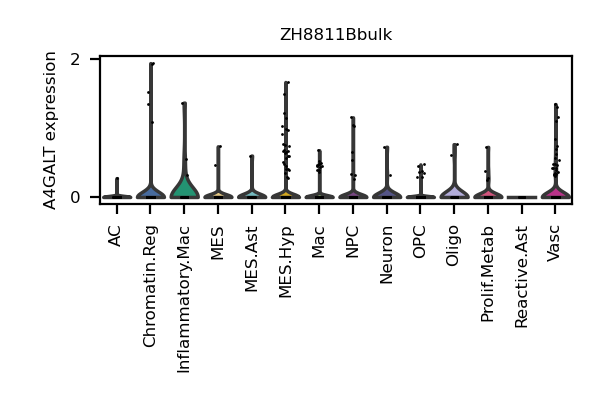 ZH8811Bbulk
A4GALT expression
2
0
AC
Chromatin.Reg
Inflammatory.Mac
MES
MES.Ast
MES.Hyp
Mac
NPC
Neuron
OPC
Oligo
Prolif.Metab
Reactive.Ast
Vasc